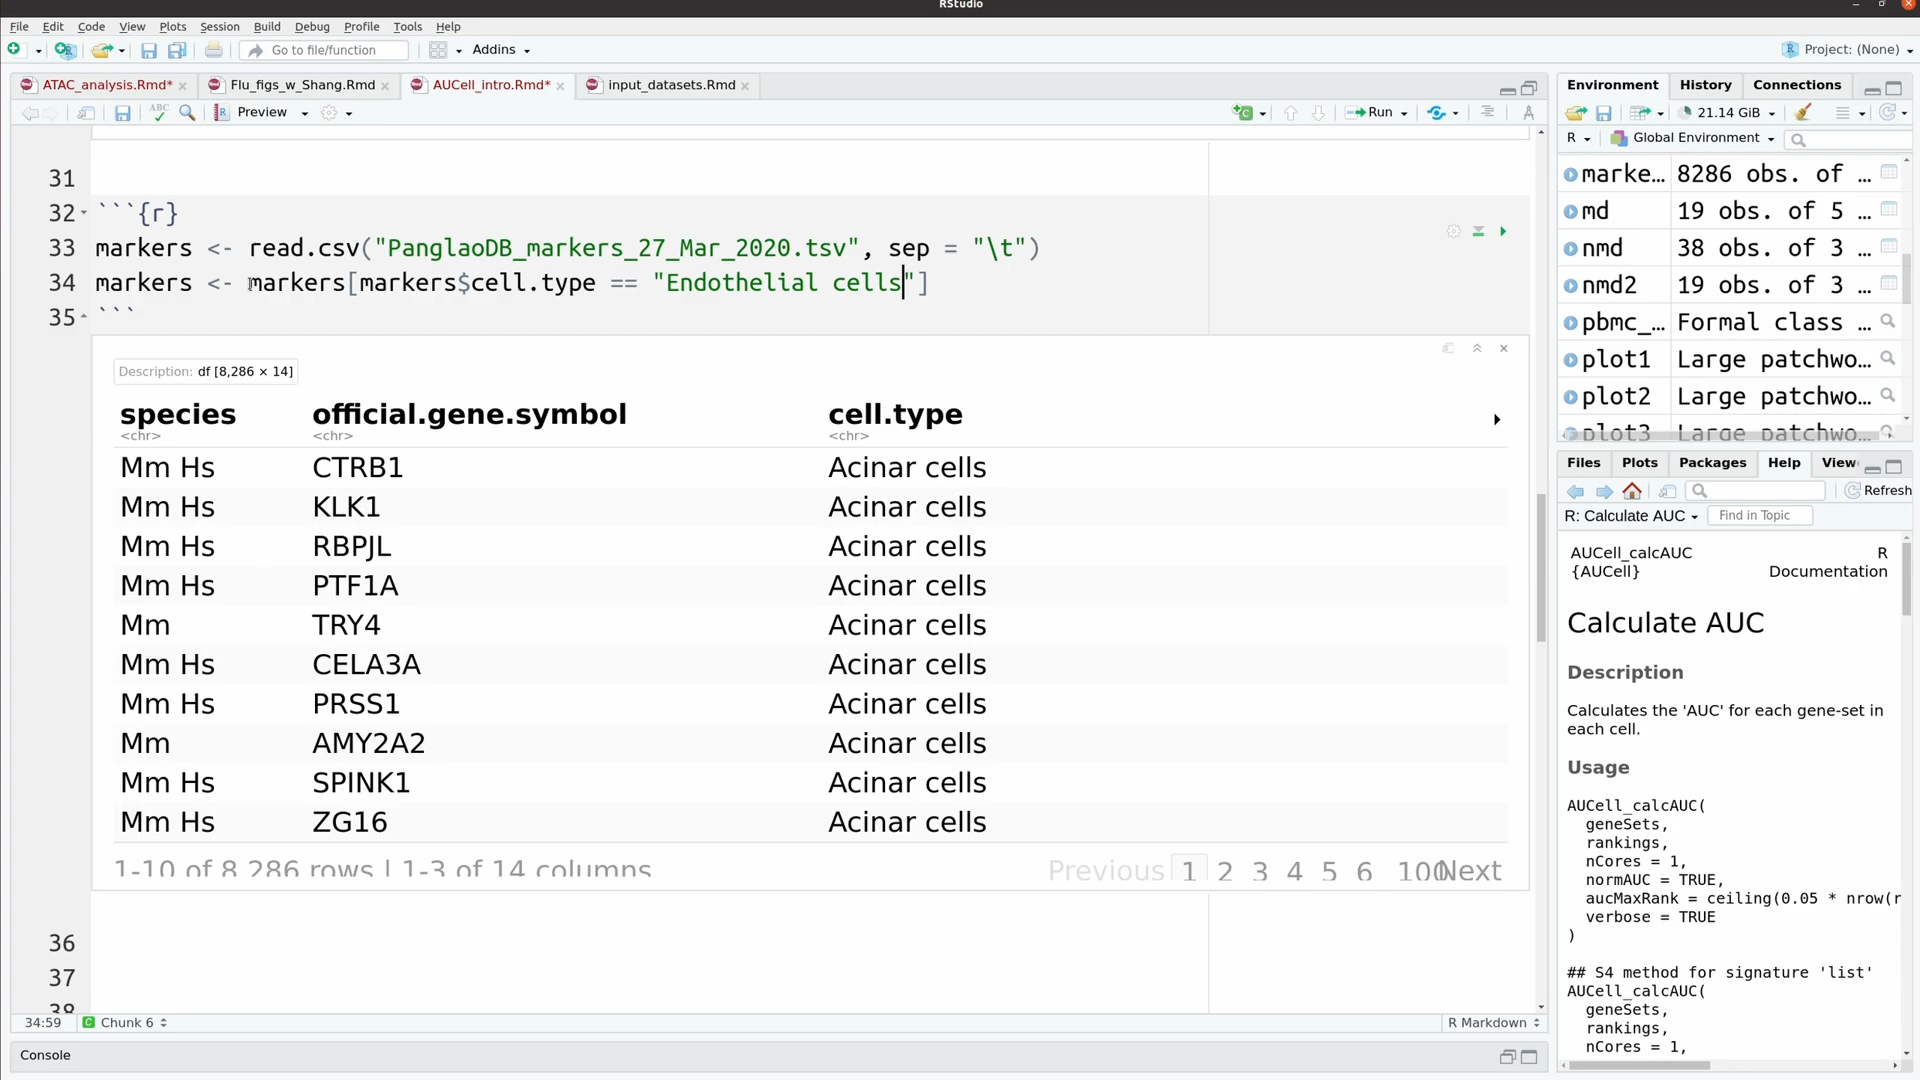 RStudio
File Edit Code View Plots Session Build Debug Profile Tools Help
Go to file/function Addins Project: (None)
ATAC_analysis.Rmd* Flu_figs_w_Shang.Rmd AUCell_intro.Rmd* input_datasets.Rmd
ABC Preview Run
31
32 ```{r}
33 markers <- read.csv("PanglaoDB_markers_27_Mar_2020.tsv", sep = "\t")
34 markers <- markers[markers$cell.type == "Endothelial cells"]
35 ```
Description: df [8,286 × 14]
species official.gene.symbol cell.type
<chr> <chr> <chr>
Mm Hs CTRB1 Acinar cells
Mm Hs KLK1 Acinar cells
Mm Hs RBPJL Acinar cells
Mm Hs PTF1A Acinar cells
Mm TRY4 Acinar cells
Mm Hs CELA3A Acinar cells
Mm Hs PRSS1 Acinar cells
Mm AMY2A2 Acinar cells
Mm Hs SPINK1 Acinar cells
Mm Hs ZG16 Acinar cells
1-10 of 8,286 rows | 1-3 of 14 columns Previous 1 2 3 4 5 6 100 Next
36
37
38
34:59 Chunk 6 R Markdown
Console
Environment History Connections
21.14 GiB
R Global Environment
marke... 8286 obs. of ...
md 19 obs. of 5 ...
nmd 38 obs. of 3 ...
nmd2 19 obs. of 3 ...
pbmc_... Formal class ...
plot1 Large patchwo...
plot2 Large patchwo...
plot3 Large patchwo...
Files Plots Packages Help View
Refresh
R: Calculate AUC Find in Topic
AUCell_calcAUC R
{AUCell} Documentation
Calculate AUC
Description
Calculates the 'AUC' for each gene-set in
each cell.
Usage
AUCell_calcAUC(
geneSets,
rankings,
nCores = 1,
normAUC = TRUE,
aucMaxRank = ceiling(0.05 * nrow(r
verbose = TRUE
)
## S4 method for signature 'list'
AUCell_calcAUC(
geneSets,
rankings,
nCores = 1,